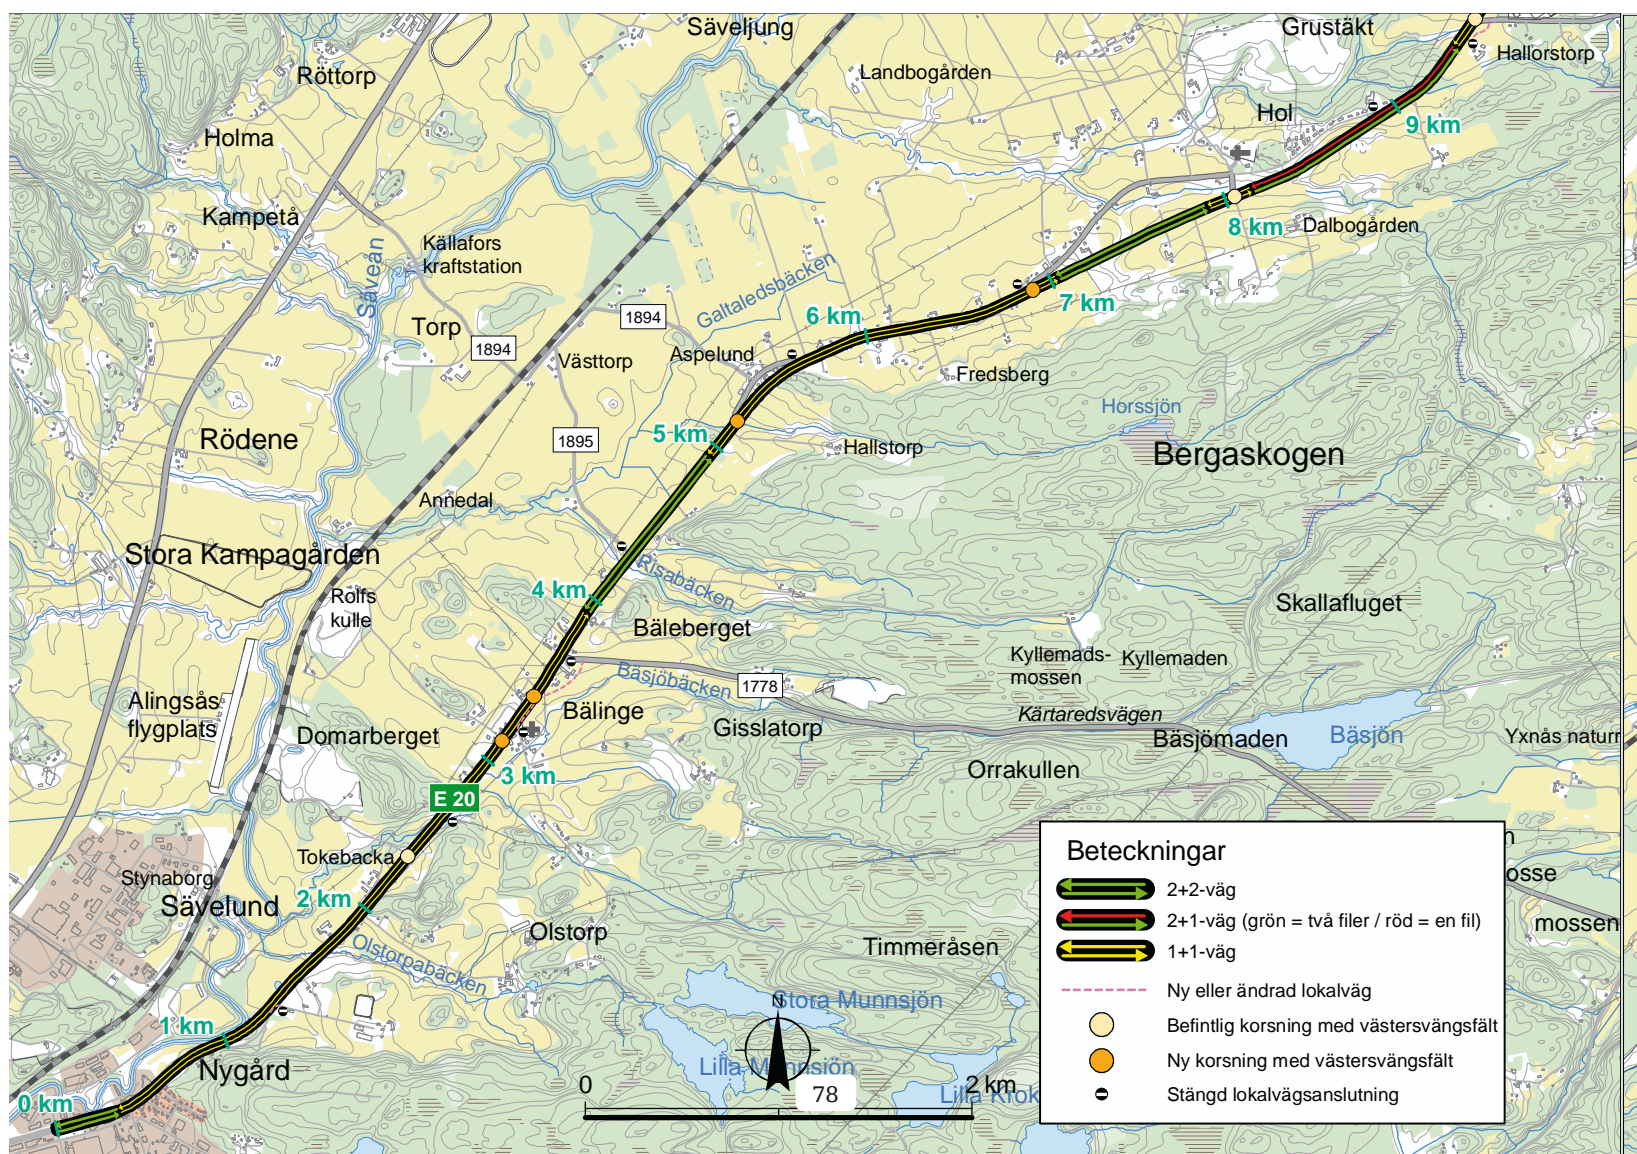 Säveljung
Grustäkt
Hallorstorp
Röttorp
Landbogården
Hol
9 km
Holma
Kampetå
Säveån
Källafors
kraftstation
Galtaledsbäcken
8 km
Dalbogården
7 km
6 km
1894
Torp
1894
Västtorp
Aspelund
Fredsberg
Horssjön
Rödene
1895
5 km
Hallstorp
Bergaskogen
Annedal
Stora Kampagården
Risabäcken
4 km
Rolfs
kulle
Bäleberget
Skallafluget
Kyllemads-
mossen
Kyllemaden
Bäsjöbäcken
1778
Alingsås
flygplats
Bälinge
Gisslatorp
Kärtaredsvägen
Domarberget
Bäsjömaden
Bäsjön
Yxnås naturr
3 km
Orrakullen
E 20
Tokebacka
Stynaborg
Sävelund
2 km
Olstorp
Olstorpabäcken
Timmeråsen
Stora Munnsjön
1 km
Nygård
Lilla Munnsjön
Lilla Krok
0 km
N
0
2 km
78
n
osse
mossen
Beteckningar
2+2-väg
2+1-väg (grön = två filer / röd = en fil)
1+1-väg
Ny eller ändrad lokalväg
Befintlig korsning med västersvängsfält
Ny korsning med västersvängsfält
Stängd lokalvägsanslutning